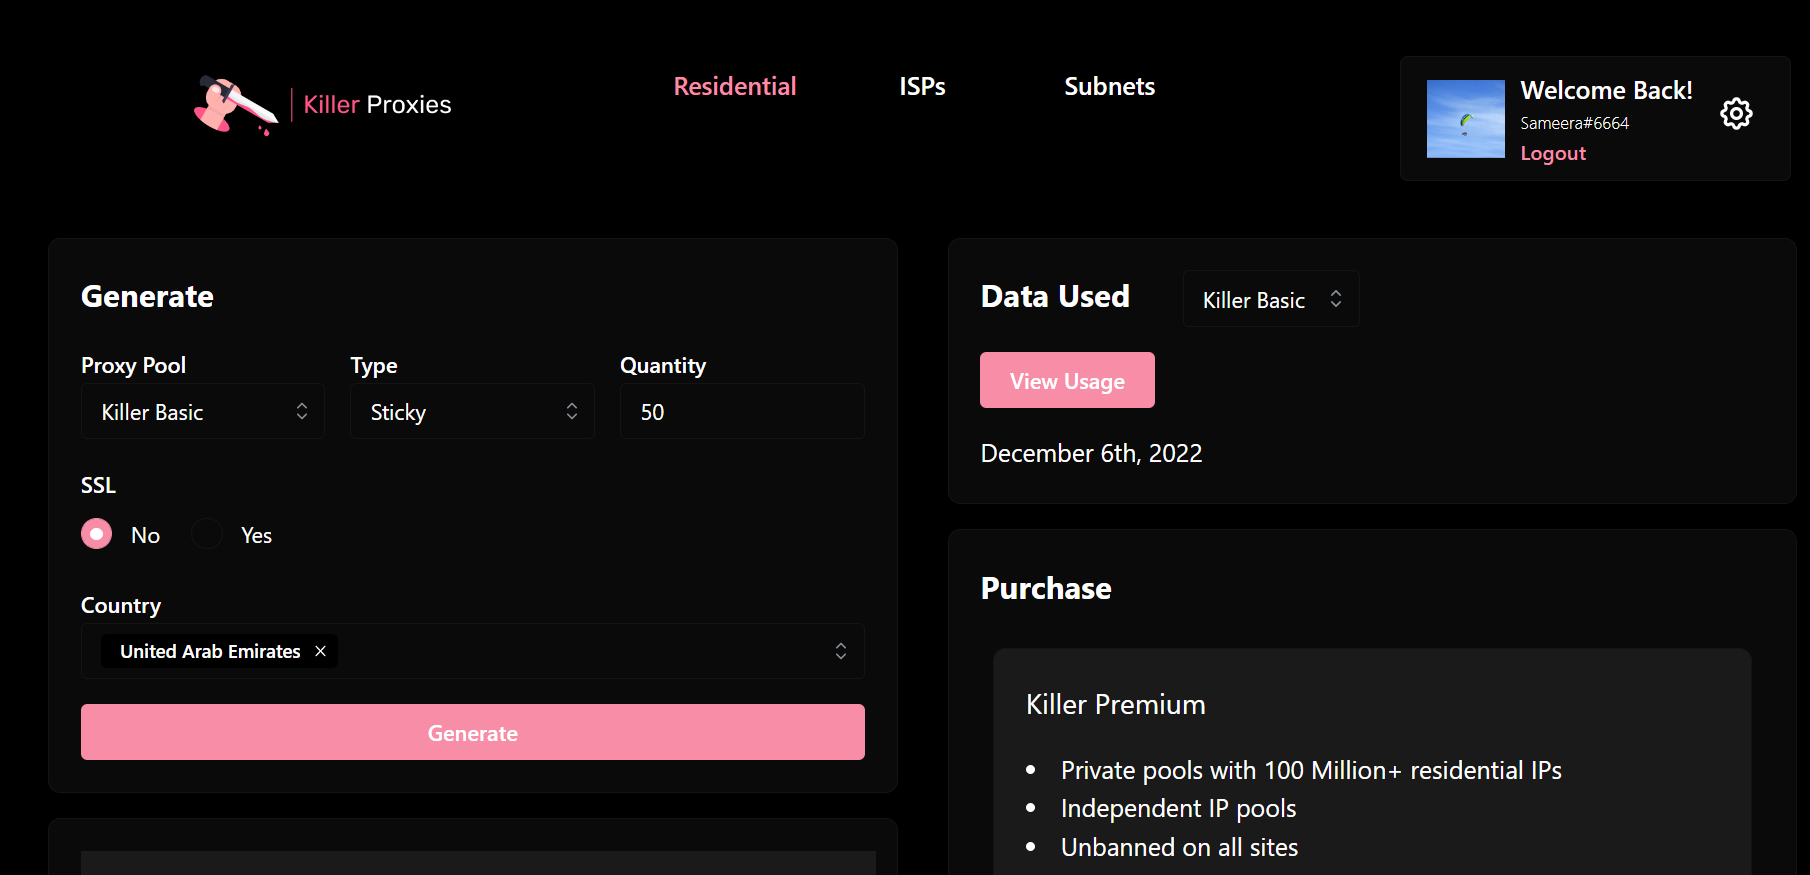 Killer Proxies
Residential
ISPs
Subnets
Welcome Back!
Sameera#6664
Logout
Generate
Proxy Pool
Type
Quantity
Killer Basic
Sticky
50
SSL
No
Yes
Country
United Arab Emirates
Generate
Data Used
Killer Basic
View Usage
December 6th, 2022
Purchase
Killer Premium
Private pools with 100 Million+ residential IPs
Independent IP pools
Unbanned on all sites